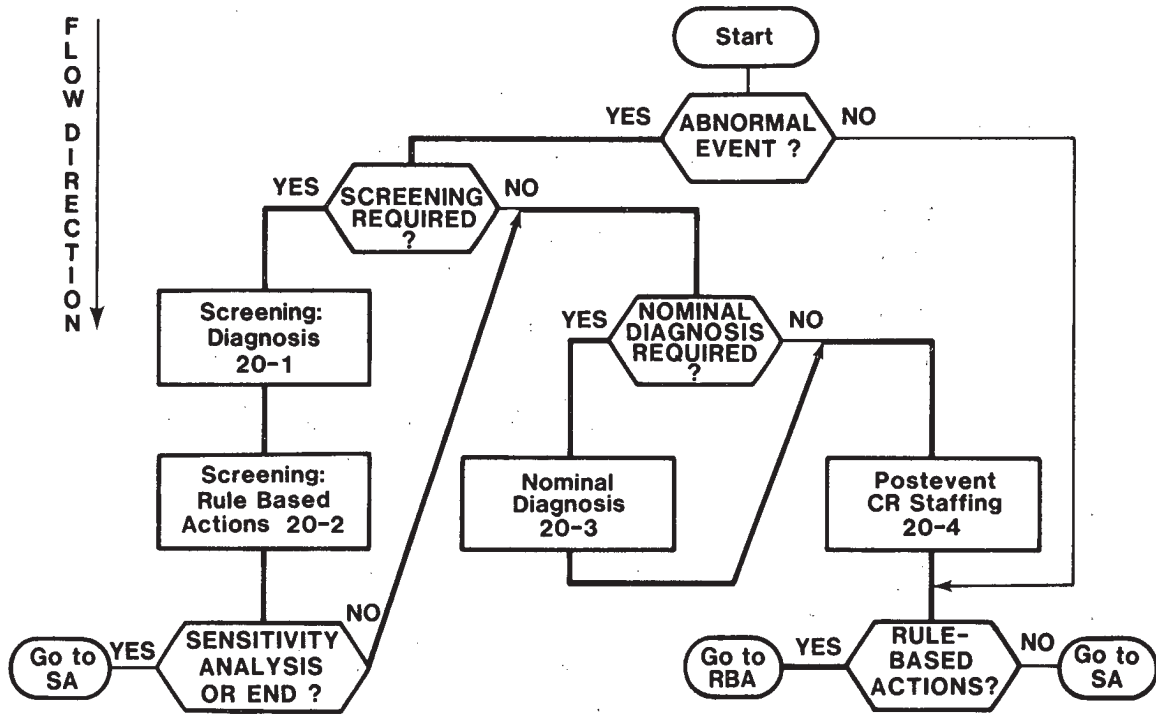 FLOW DIRECTION
Start
ABNORMAL
EVENT ?
YES
NO
SCREENING
REQUIRED
?
YES
NO
Screening:
Diagnosis
20-1
NOMINAL
DIAGNOSIS
REQUIRED
?
YES
NO
Screening:
Rule Based
Actions 20-2
Nominal
Diagnosis
20-3
Postevent
CR Staffing
20-4
SENSITIVITY
ANALYSIS
OR END ?
YES
NO
Go to
SA
RULE-
BASED
ACTIONS?
YES
NO
Go to
RBA
Go to
SA